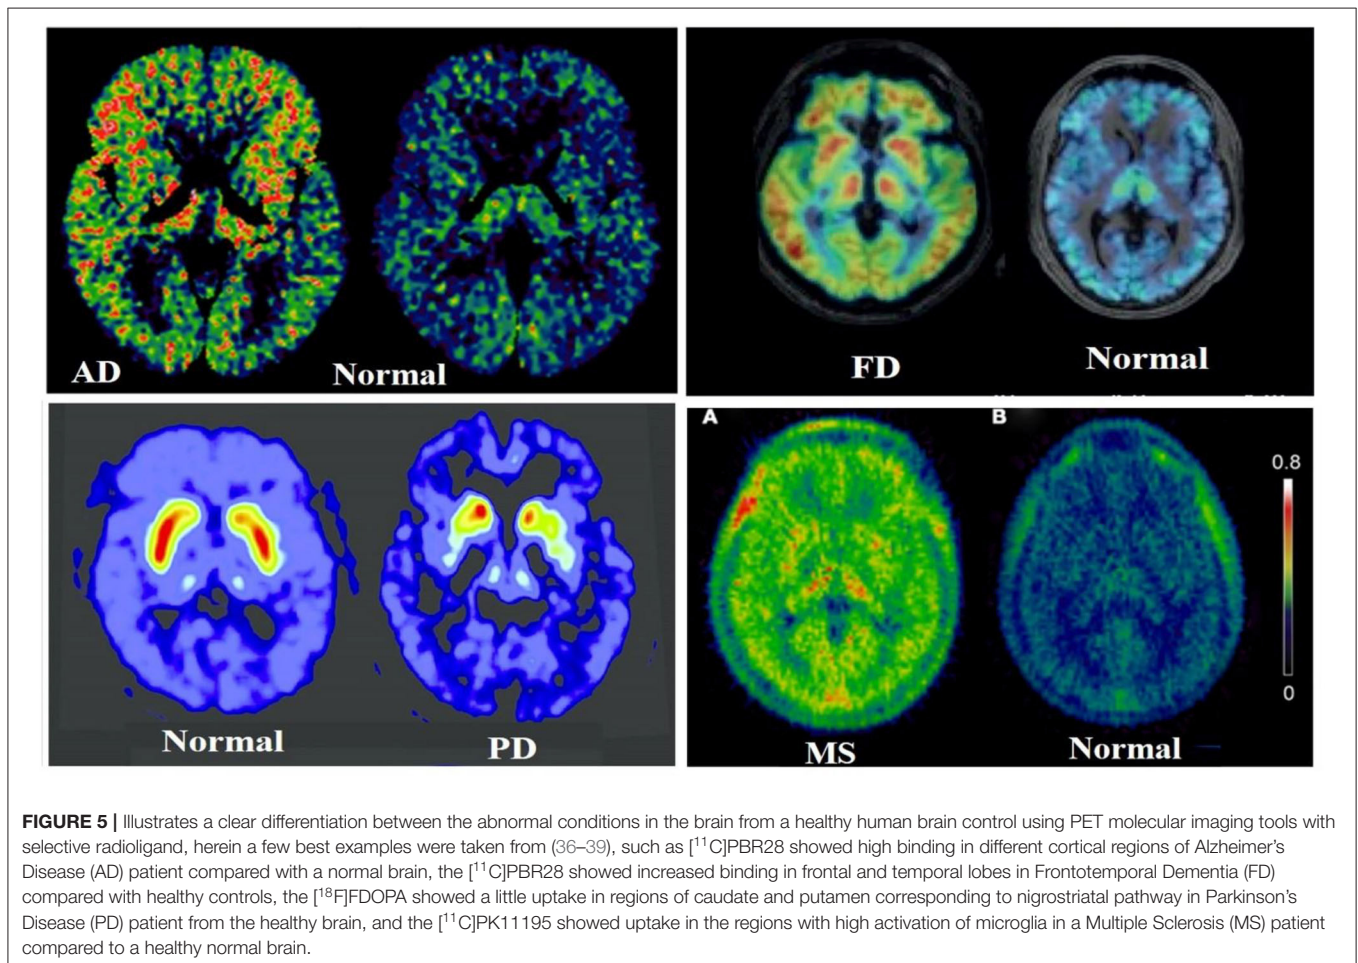 AD
Normal
FD
Normal
Normal
PD
A
B
0.8
0
MS
Normal
FIGURE 5 | Illustrates a clear differentiation between the abnormal conditions in the brain from a healthy human brain control using PET molecular imaging tools with
selective radioligand, herein a few best examples were taken from (36–39), such as [¹¹C]PBR28 showed high binding in different cortical regions of Alzheimer's
Disease (AD) patient compared with a normal brain, the [¹¹C]PBR28 showed increased binding in frontal and temporal lobes in Frontotemporal Dementia (FD)
compared with healthy controls, the [¹⁸F]FDOPA showed a little uptake in regions of caudate and putamen corresponding to nigrostriatal pathway in Parkinson's
Disease (PD) patient from the healthy brain, and the [¹¹C]PK11195 showed uptake in the regions with high activation of microglia in a Multiple Sclerosis (MS) patient
compared to a healthy normal brain.